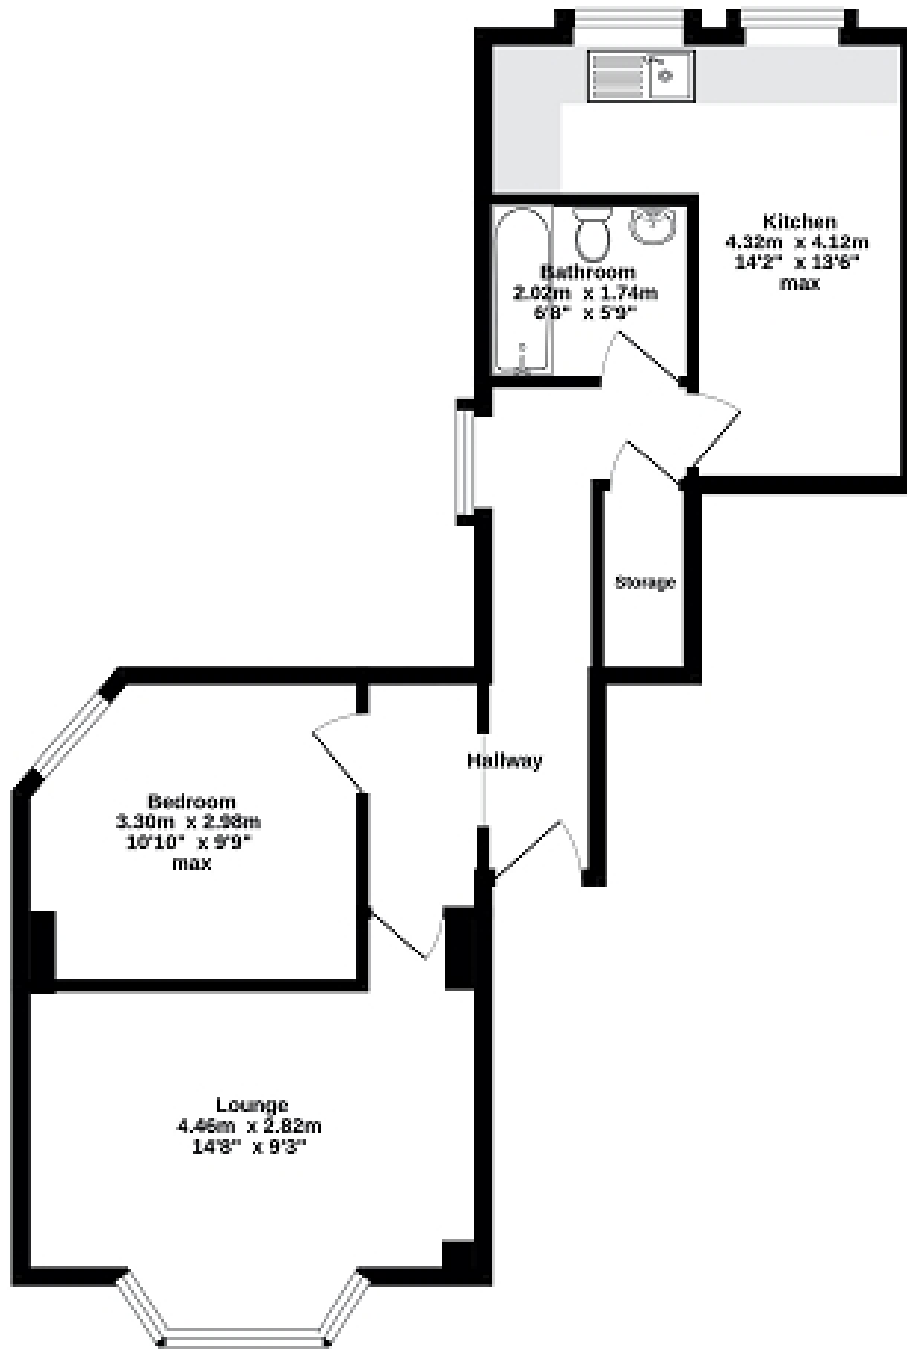 Kitchen
4.32m x 4.12m
14'2" x 13'6"
max
Bathroom
2.02m x 1.74m
6'8" x 5'9"
Storage
Hallway
Bedroom
3.30m x 2.98m
10'10" x 9'9"
max
Lounge
4.46m x 2.82m
14'8" x 9'3"